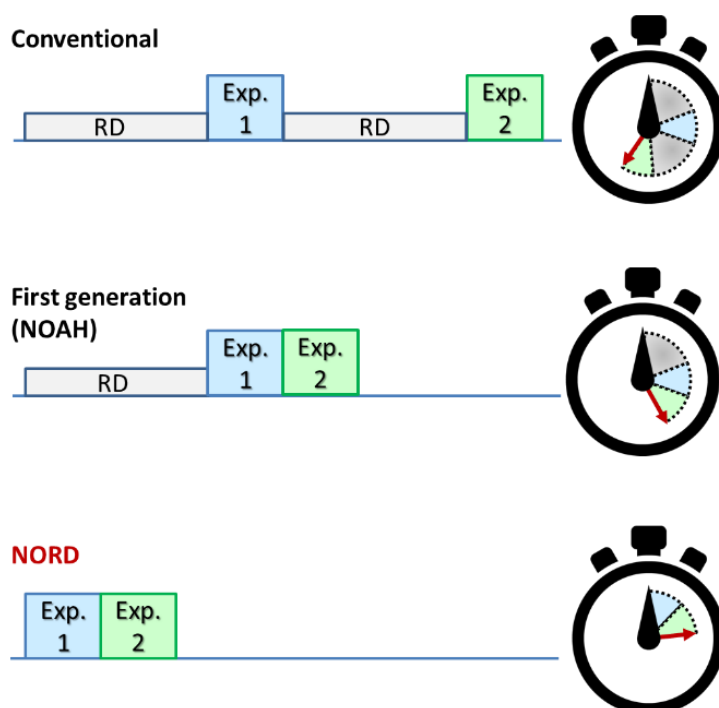 Conventional
RD
Exp.
1
RD
Exp.
2
First generation
(NOAH)
RD
Exp.
1
Exp.
2
NORD
Exp.
1
Exp.
2